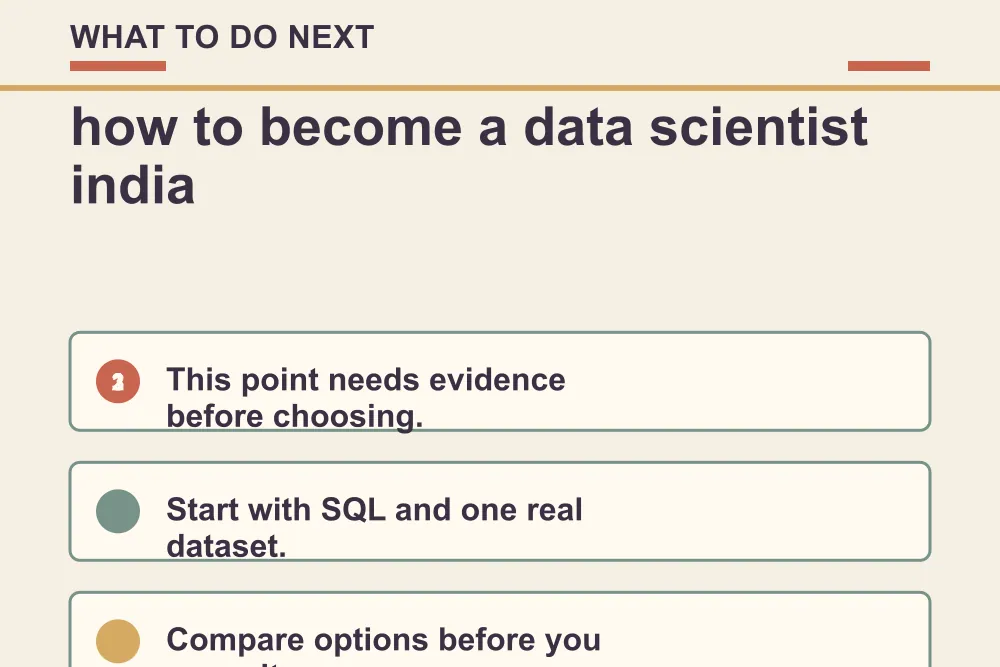 WHAT TO DO NEXT
how to become a data scientist
india
This point needs evidence
before choosing.
Start with SQL and one real
dataset.
Compare options before you